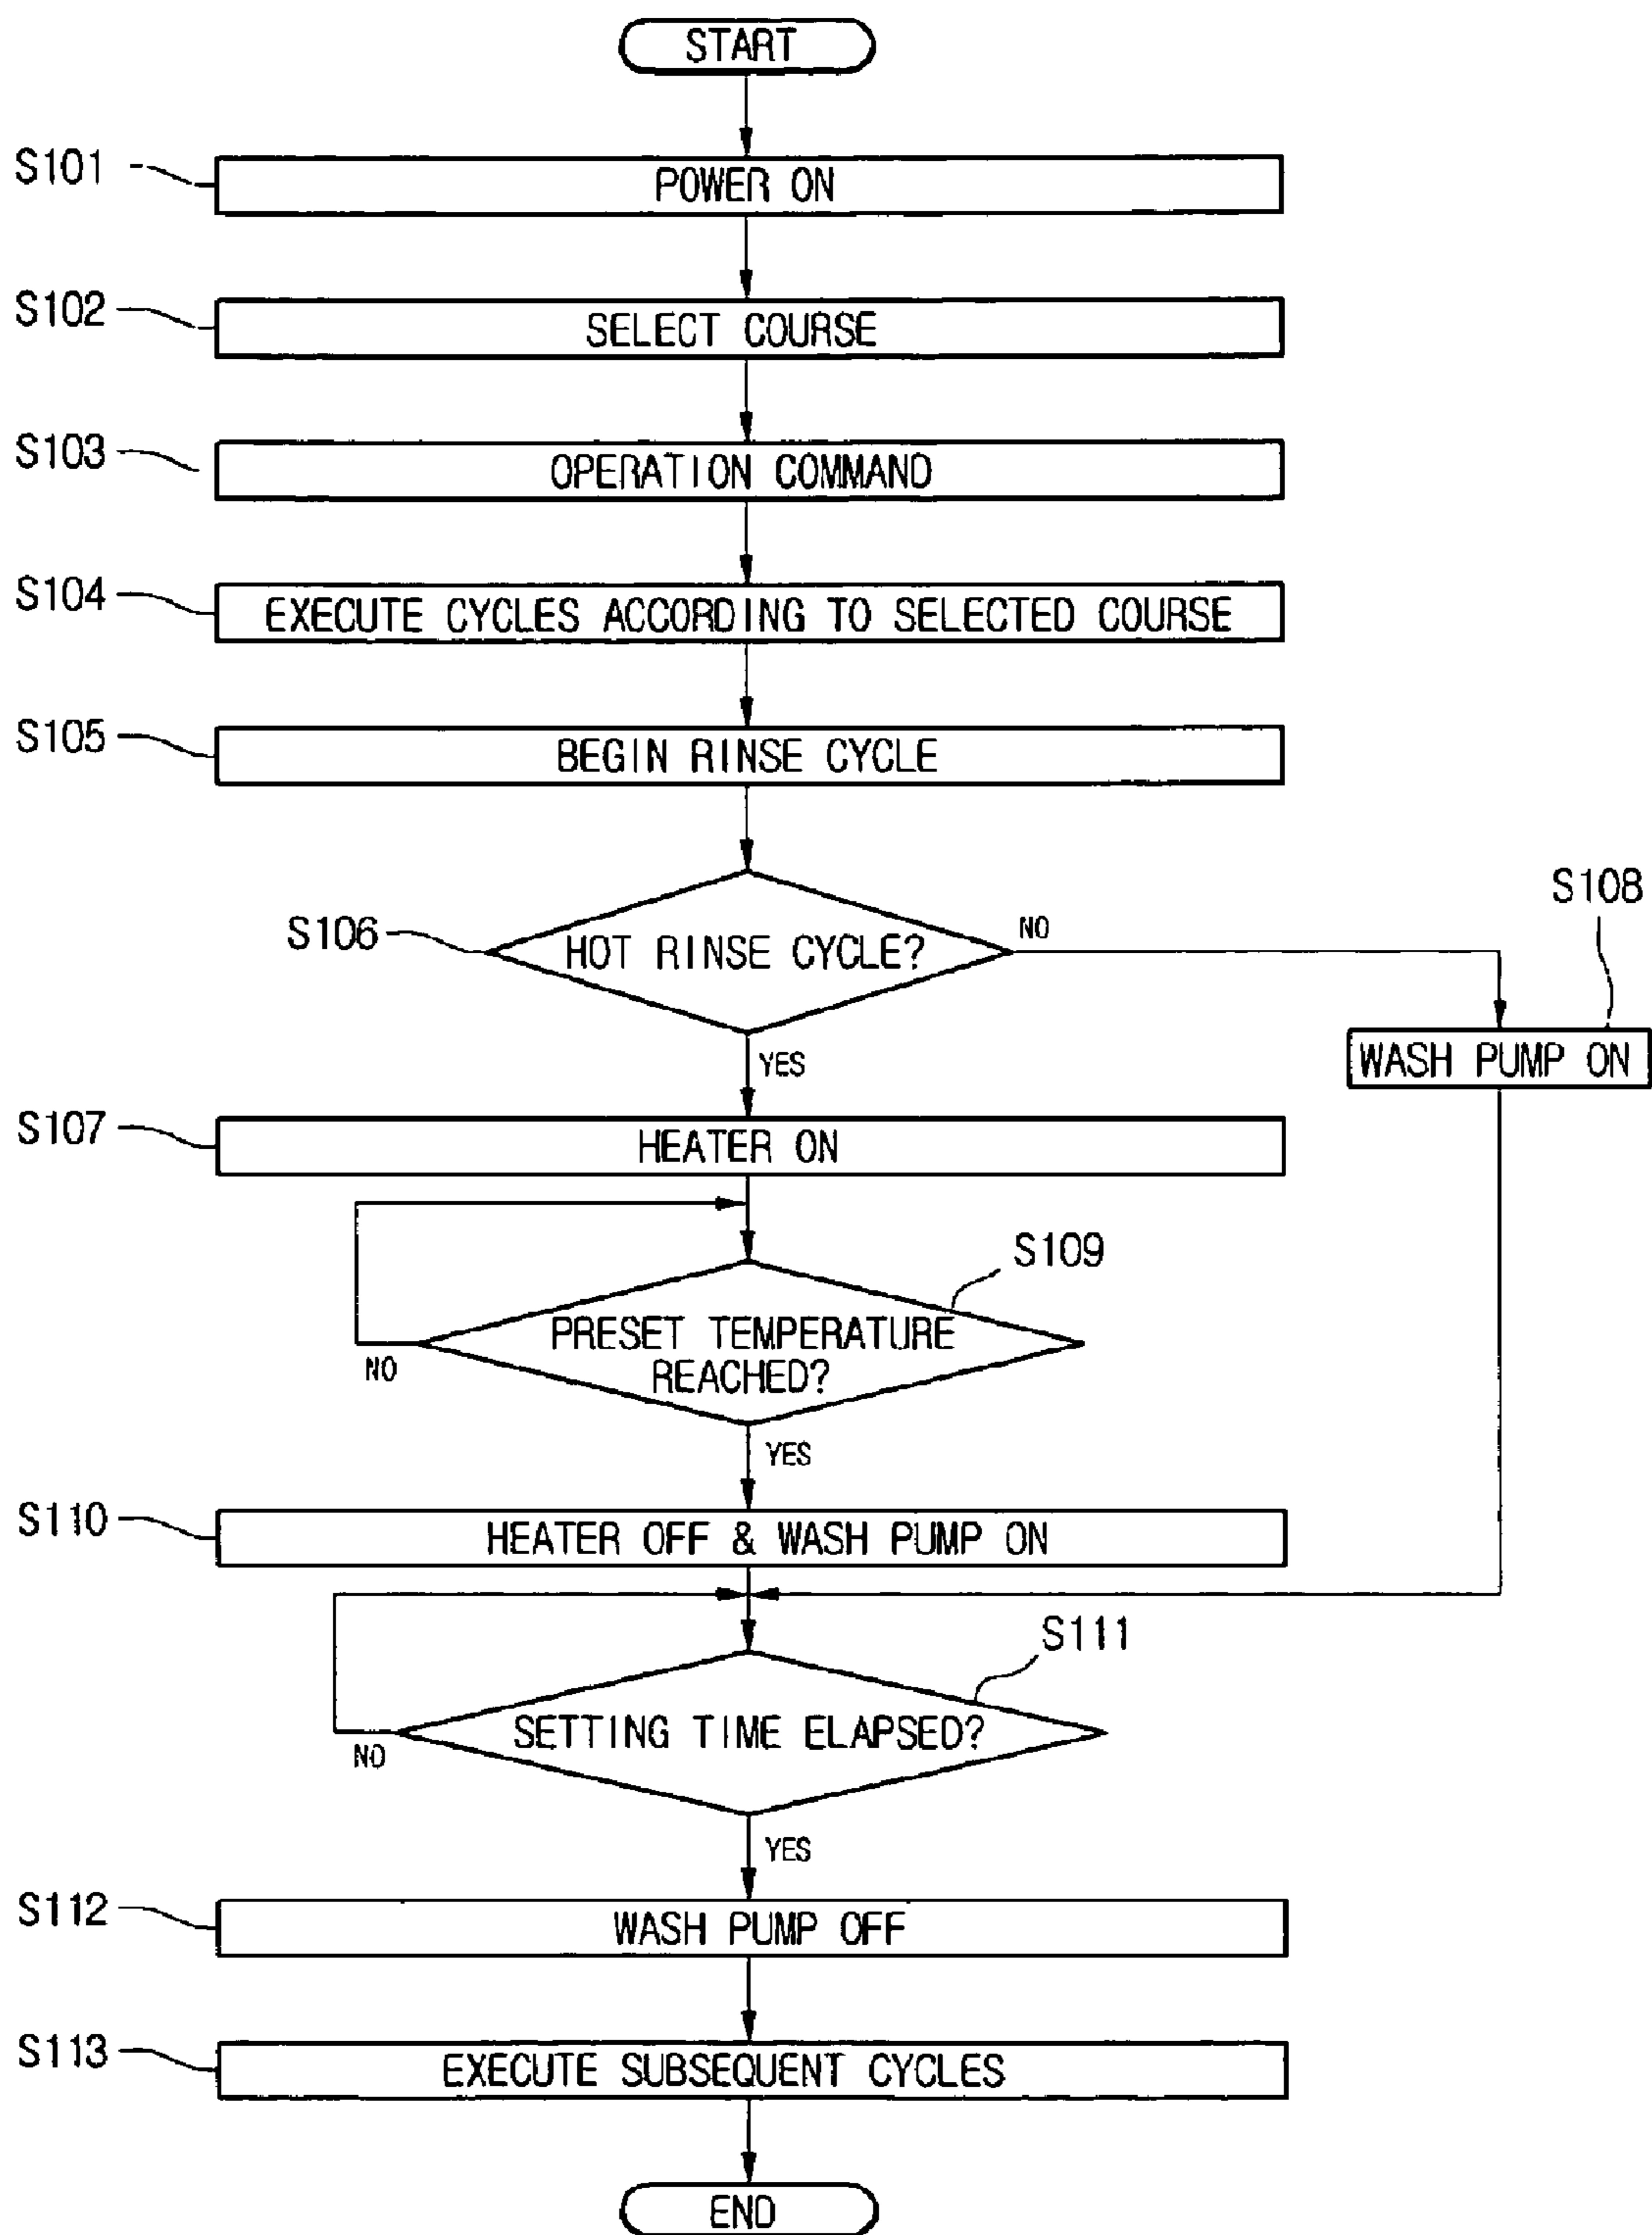 START
S101
POWER ON
S102
SELECT COURSE
S103
OPERATION COMMAND
S104
EXECUTE CYCLES ACCORDING TO SELECTED COURSE
S105
BEGIN RINSE CYCLE
S106
HOT RINSE CYCLE?
NO
S108
WASH PUMP ON
YES
S107
HEATER ON
S109
PRESET TEMPERATURE
REACHED?
NO
YES
S110
HEATER OFF & WASH PUMP ON
S111
SETTING TIME ELAPSED?
NO
YES
S112
WASH PUMP OFF
S113
EXECUTE SUBSEQUENT CYCLES
END